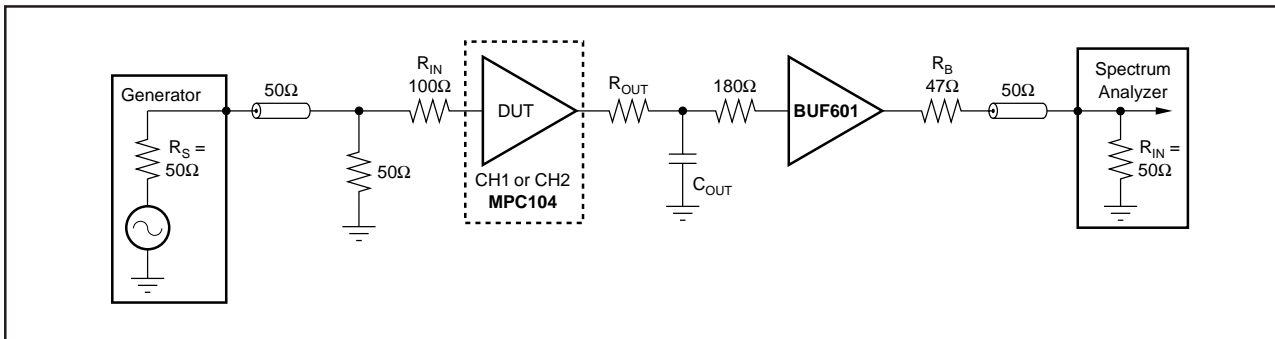 Generator
R_S =
50Ω
50Ω
50Ω
R_IN
100Ω
DUT
CH1 or CH2
MPC104
R_OUT
C_OUT
180Ω
BUF601
R_B
47Ω
50Ω
Spectrum
Analyzer
R_IN =
50Ω